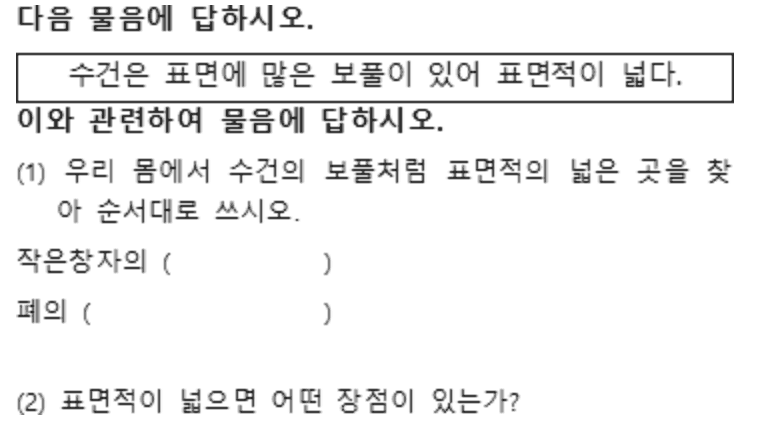 다음 물음에 답하시오.
수건은 표면에 많은 보풀이 있어 표면적이 넓다.
이와 관련하여 물음에 답하시오.
(1) 우리 몸에서 수건의 보풀처럼 표면적의 넓은 곳을 찾
아 순서대로 쓰시오.
작은창자의 (          )
폐의 (          )
(2) 표면적이 넓으면 어떤 장점이 있는가?